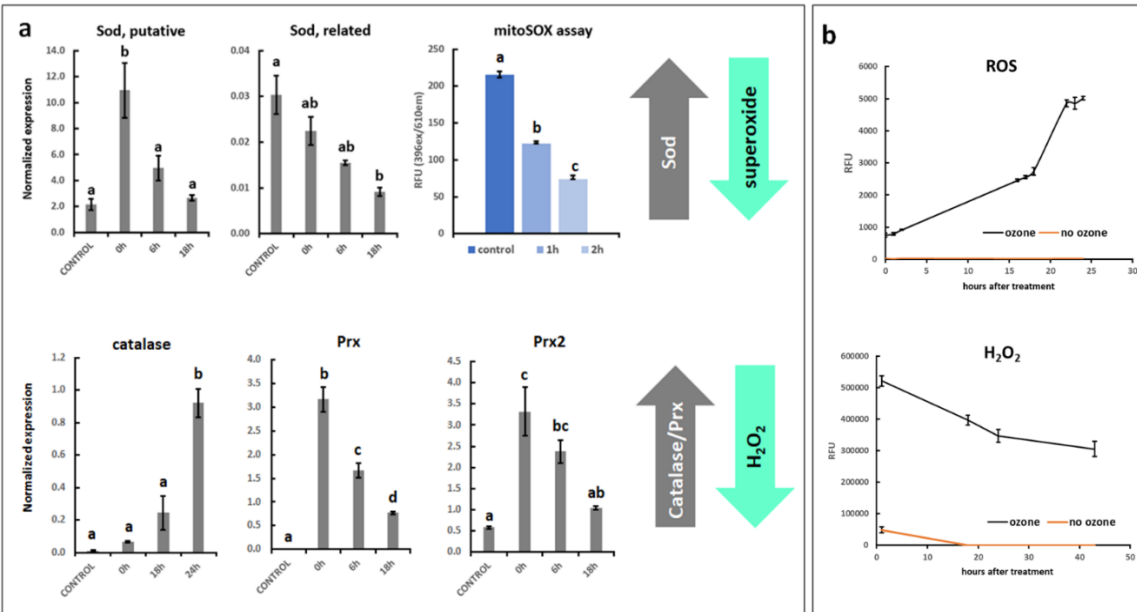 a
Sod, putative
Normalized expression
14.0
12.0
10.0
8.0
6.0
4.0
2.0
0.0
a
b
a
a
CONTROL
0h
6h
18h
Sod, related
0.04
0.03
0.02
0.01
0.00
a
ab
ab
b
CONTROL
0h
6h
18h
mitoSOX assay
RFU (396ex/610em)
250
200
150
100
50
0
a
b
c
control
1h
2h
Sod
superoxide
catalase
Normalized expression
1.2
1.0
0.8
0.6
0.4
0.2
0.0
a
a
a
b
CONTROL
0h
18h
24h
Prx
4.0
3.5
3.0
2.5
2.0
1.5
1.0
0.5
0.0
a
b
c
d
CONTROL
0h
6h
18h
Prx2
4.5
4.0
3.5
3.0
2.5
2.0
1.5
1.0
0.5
0.0
a
c
bc
ab
CONTROL
0h
6h
18h
Catalase/Prx
H₂O₂
b
ROS
RFU
6000
5000
4000
3000
2000
1000
0
ozone
no ozone
0
5
10
15
20
25
30
hours after treatment
H₂O₂
RFU
600000
500000
400000
300000
200000
100000
0
ozone
no ozone
0
10
20
30
40
50
hours after treatment